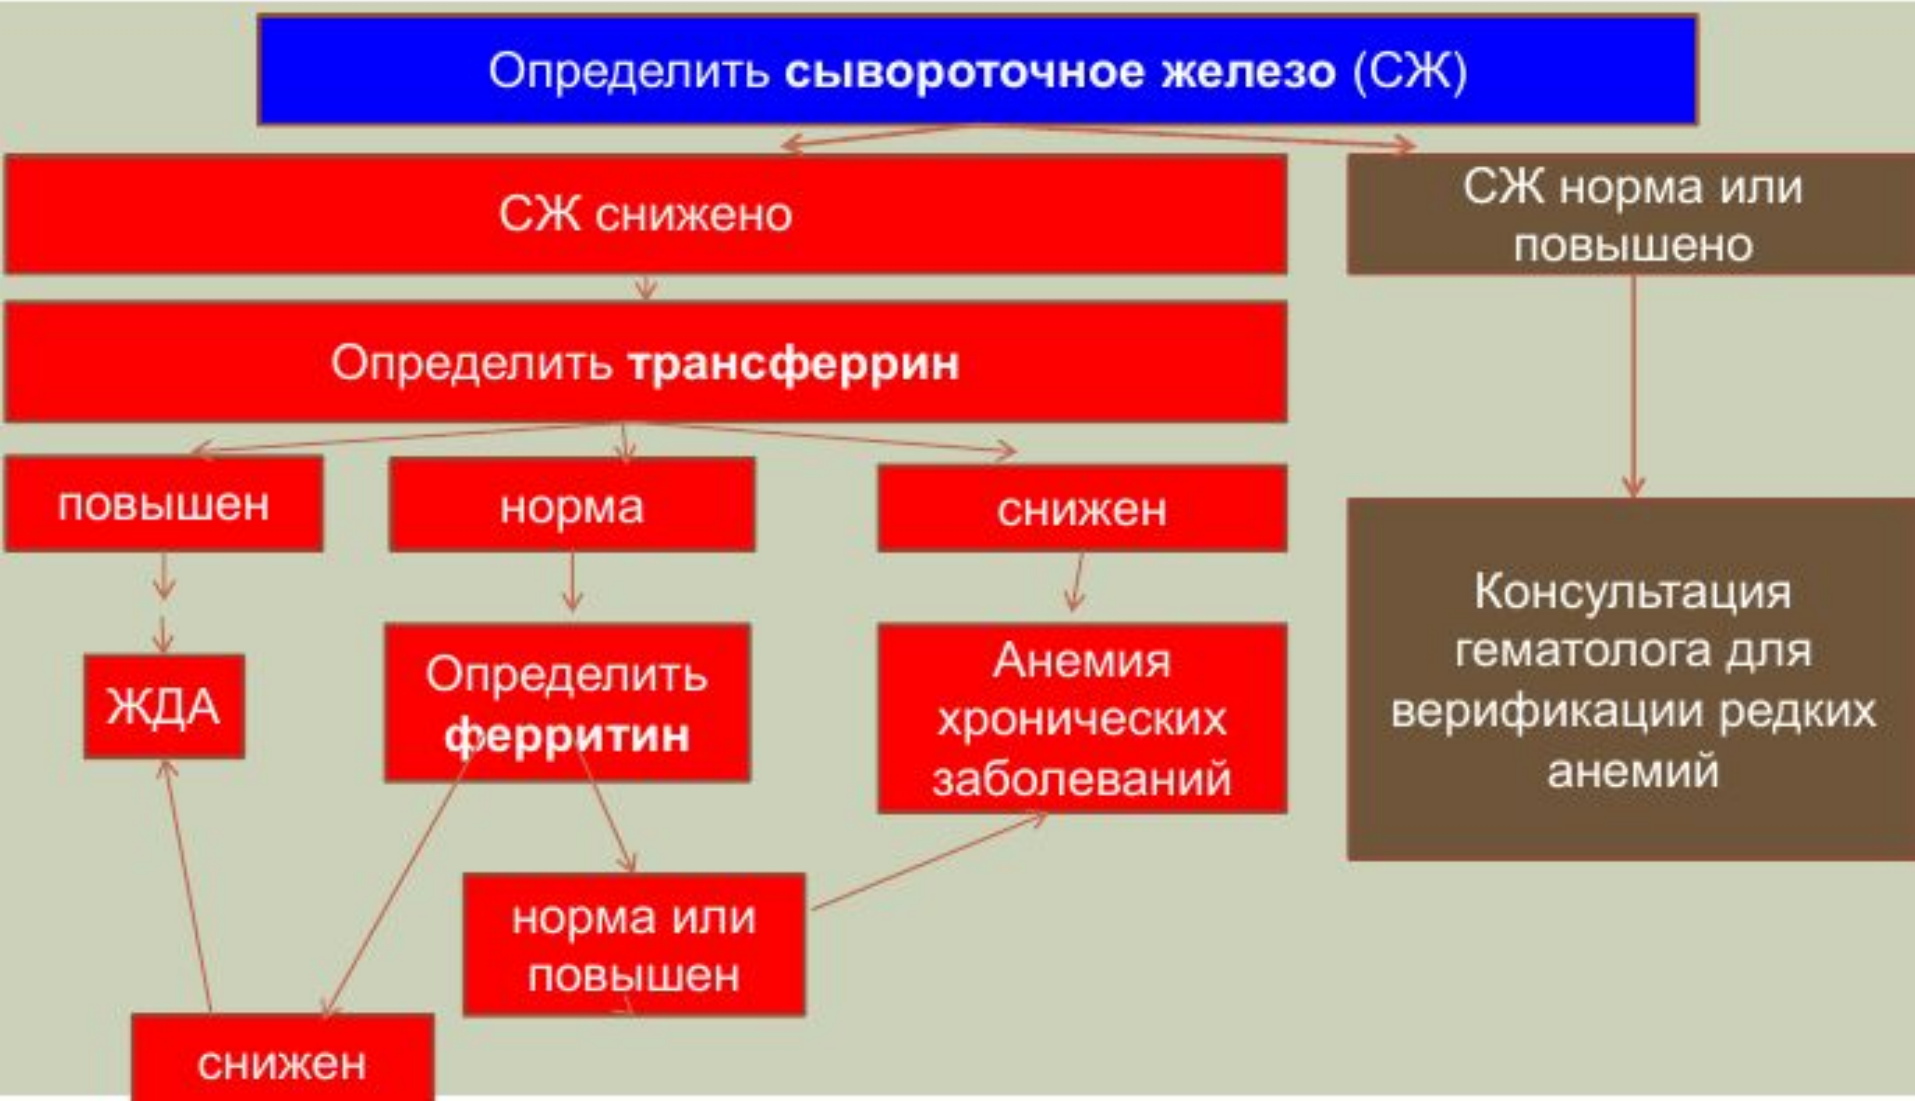 Определить сывороточное железо (СЖ)
СЖ снижено
СЖ норма или
повышено
Определить трансферрин
повышен
норма
снижен
ЖДА
Определить
ферритин
Анемия
хронических
заболеваний
Консультация
гематолога для
верификации редких
анемий
норма или
повышен
снижен